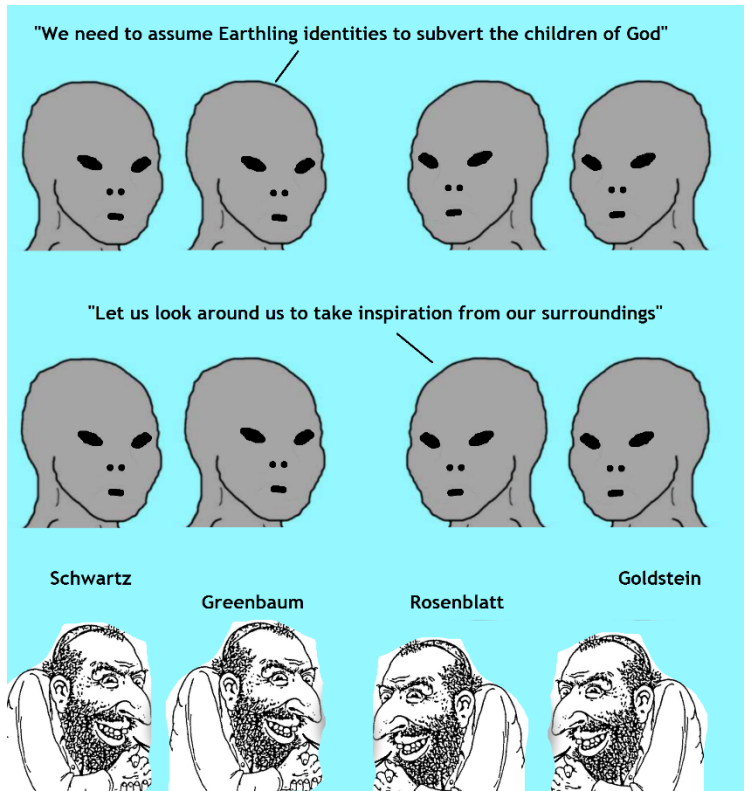 "We need to assume Earthling identities to subvert the children of God"
"Let us look around us to take inspiration from our surroundings"
Schwartz
Greenbaum
Rosenblatt
Goldstein